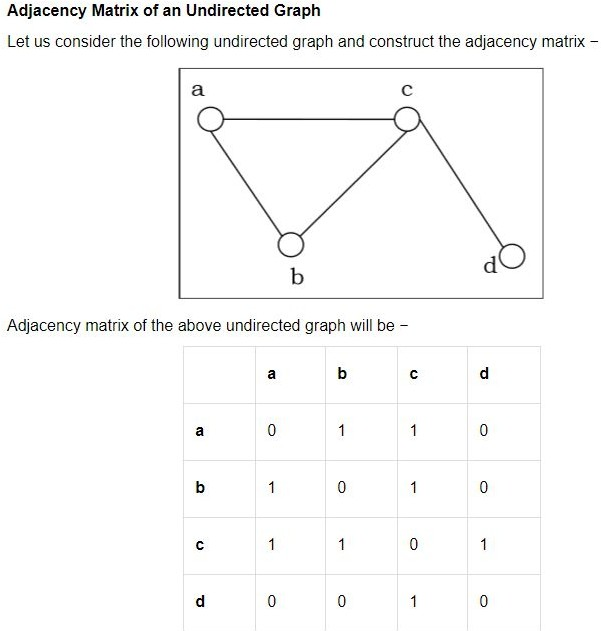 Adjacency Matrix of an Undirected Graph
Let us consider the following undirected graph and construct the adjacency matrix −
a c
b d
Adjacency matrix of the above undirected graph will be −
a b c d
a 0 1 1 0
b 1 0 1 0
c 1 1 0 1
d 0 0 1 0